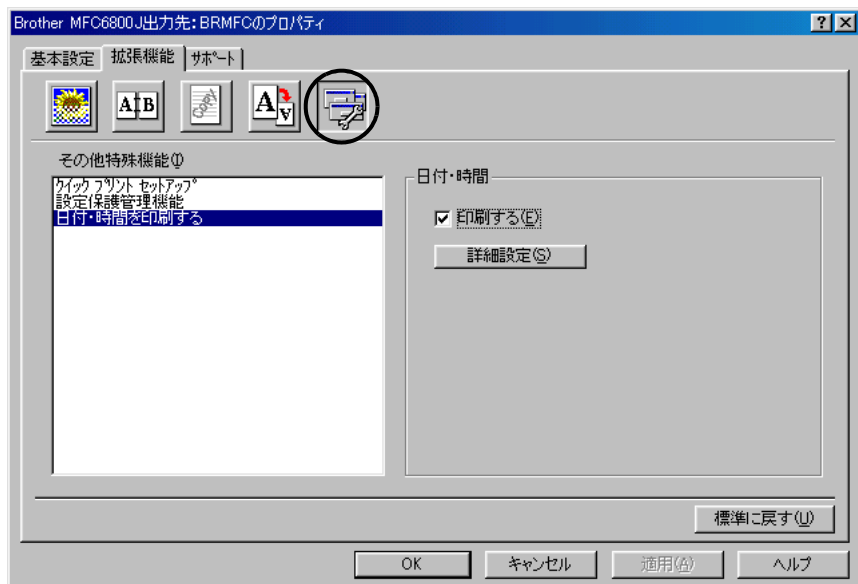 Brother MFC6800J出力先：BRMFCのプロパティ
基本設定 拡張機能 サポート
A B
Copy
A A
その他特殊機能(I)
クイック プリント セットアップ
設定保護管理機能
日付・時間を印刷する
日付・時間
印刷する(E)
詳細設定(S)
標準に戻す(U)
OK キャンセル 適用(A) ヘルプ